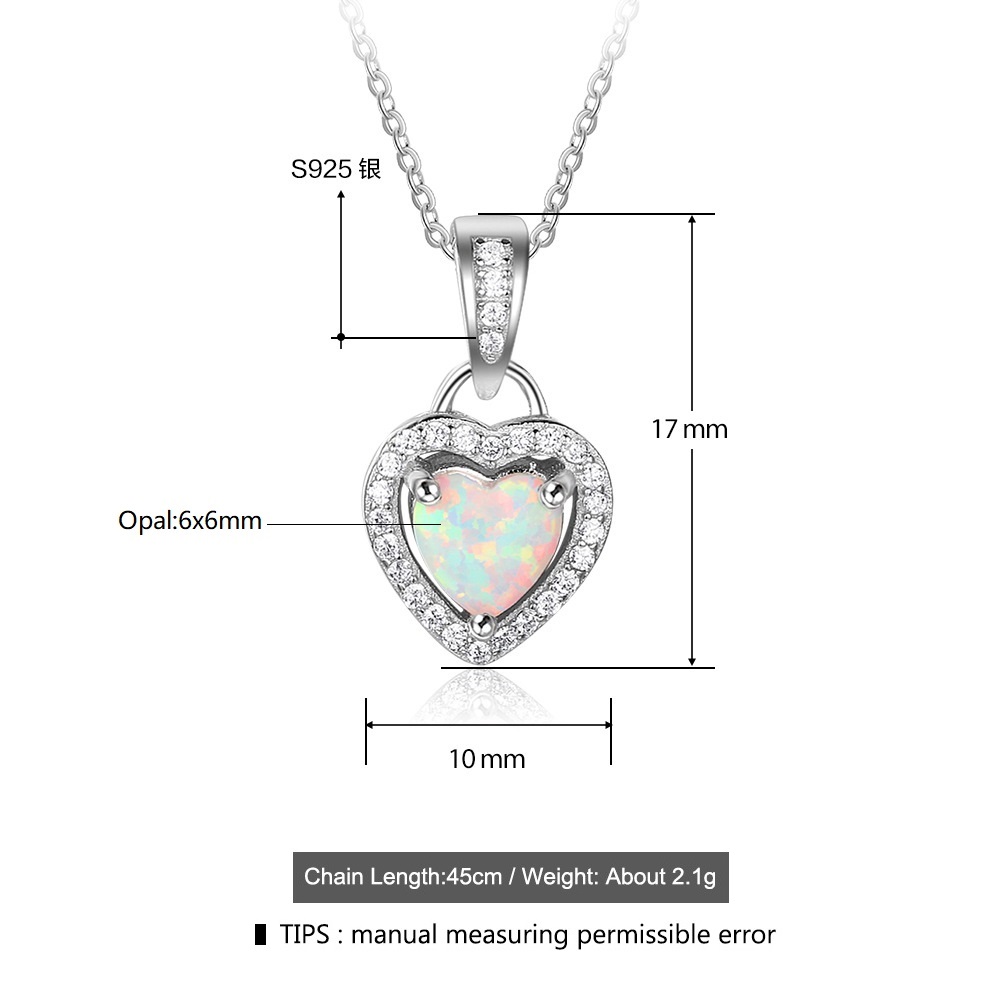 S925 银
17 mm
Opal:6x6mm
10 mm
Chain Length:45cm / Weight: About 2.1g
TIPS : manual measuring permissible error